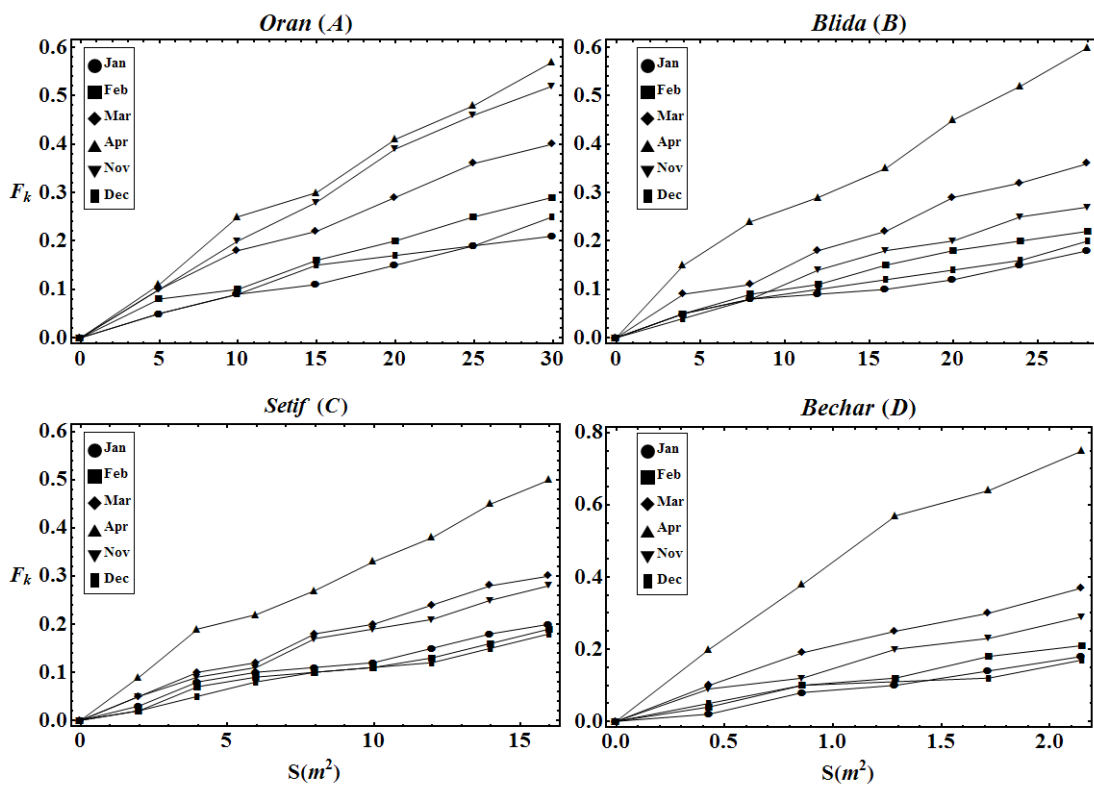 Oran (A)
0.6
0.5
0.4
0.3
0.2
0.1
0.0
F_k
Jan
Feb
Mar
Apr
Nov
Dec
0 5 10 15 20 25 30
Blida (B)
0.6
0.5
0.4
0.3
0.2
0.1
0.0
Jan
Feb
Mar
Apr
Nov
Dec
0 5 10 15 20 25
Setif (C)
0.6
0.5
0.4
0.3
0.2
0.1
0.0
F_k
Jan
Feb
Mar
Apr
Nov
Dec
0 5 10 15
S(m²)
Bechar (D)
0.8
0.6
0.4
0.2
0.0
Jan
Feb
Mar
Apr
Nov
Dec
0.0 0.5 1.0 1.5 2.0
S(m²)